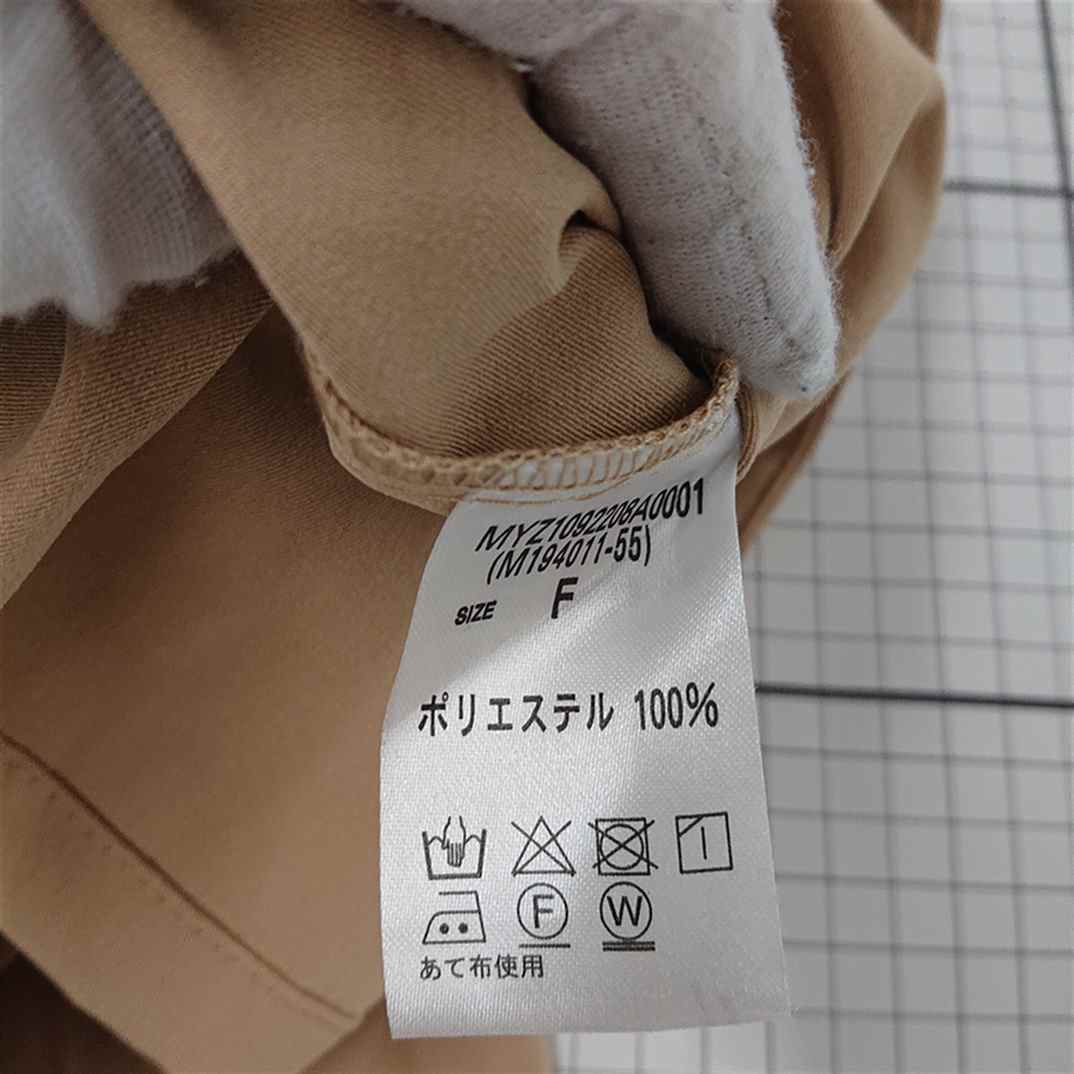 MYZ1092208A0001
(M194011-55)
SIZE F
ポリエステル 100%
F W
あて布使用